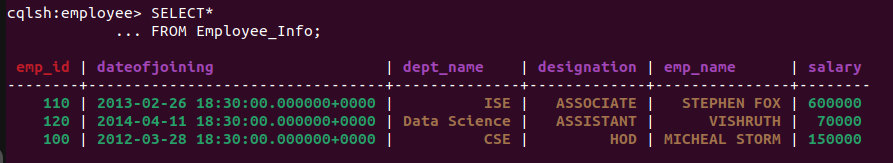 cqlsh:employee> SELECT*
... FROM Employee_Info;
emp_id | dateofjoining | dept_name | designation | emp_name | salary
--------+---------------------------------+--------------+-------------+---------------+--------
110 | 2013-02-26 18:30:00.000000+0000 | ISE | ASSOCIATE | STEPHEN FOX | 600000
120 | 2014-04-11 18:30:00.000000+0000 | Data Science | ASSISTANT | VISHRUTH | 70000
100 | 2012-03-28 18:30:00.000000+0000 | CSE | HOD | MICHEAL STORM | 150000